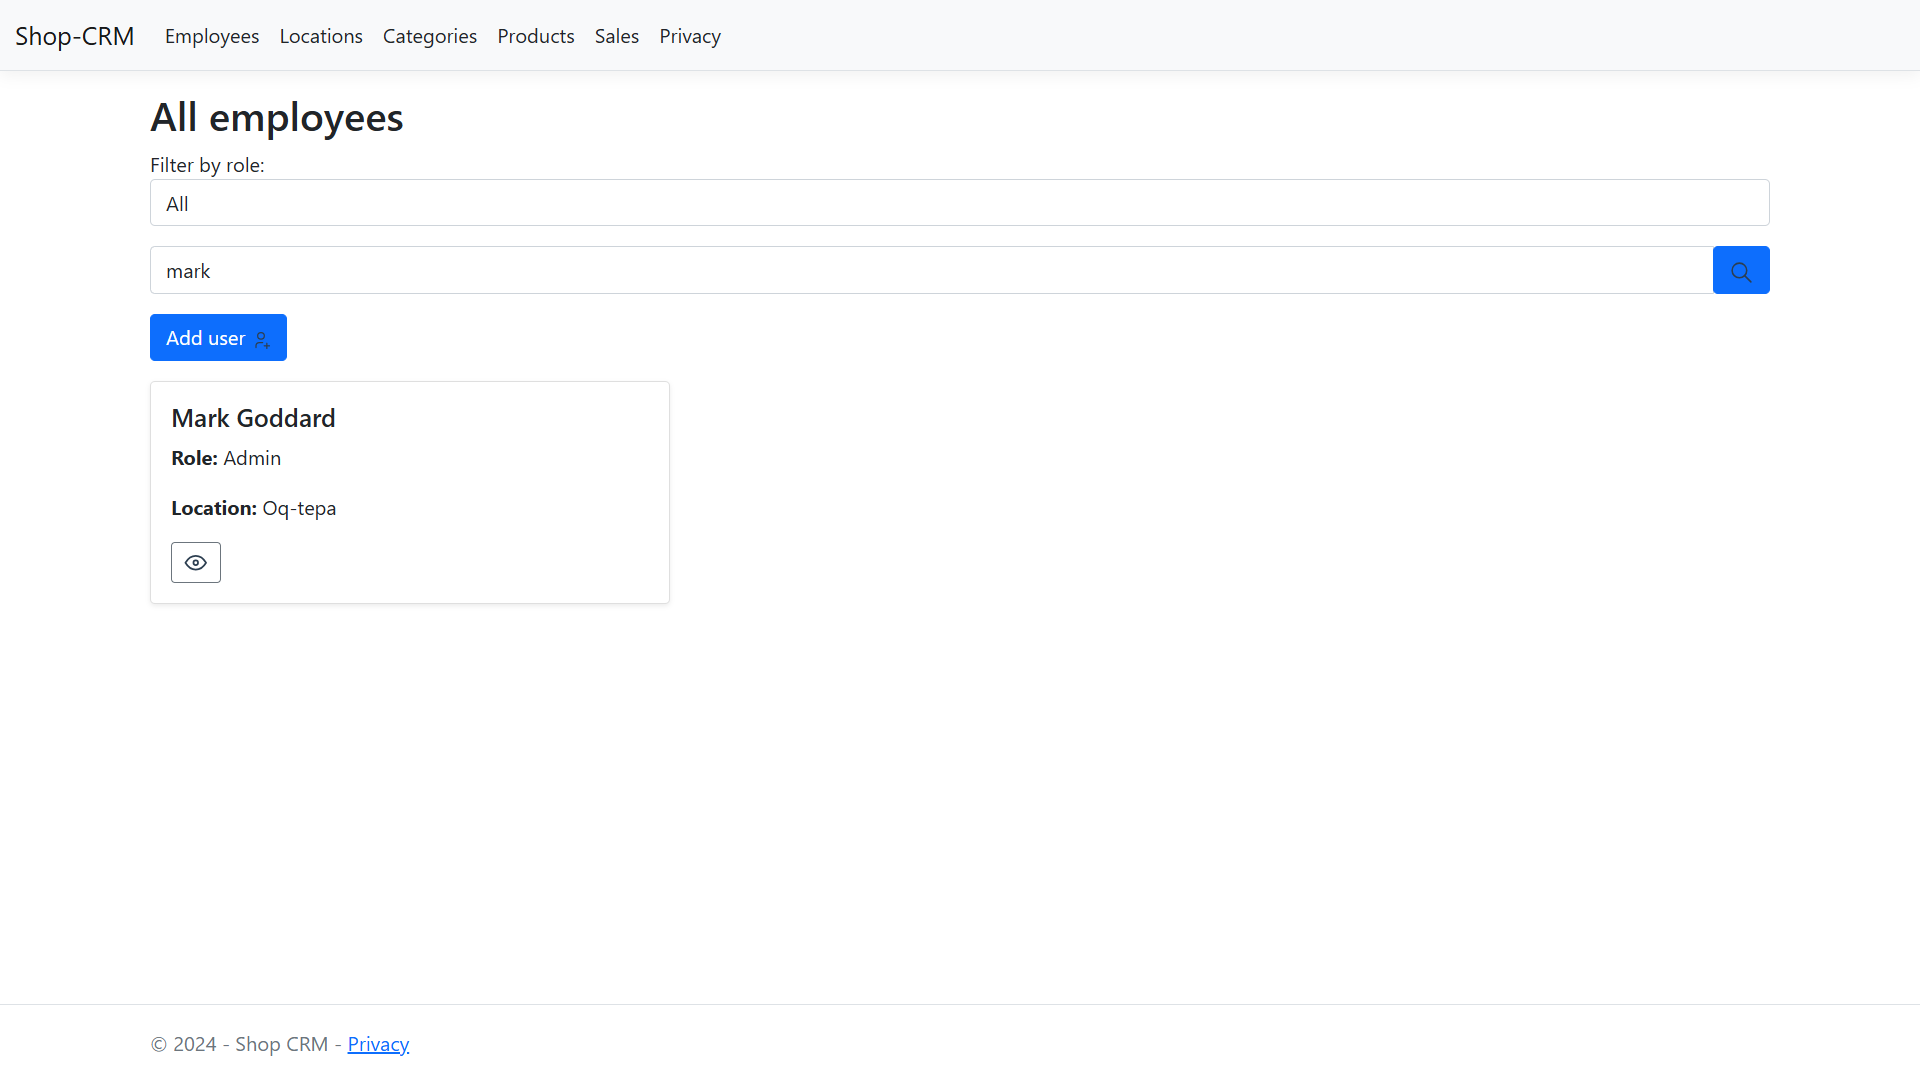 Shop-CRM Employees Locations Categories Products Sales Privacy
All employees
Filter by role:
All
mark
Add user
Mark Goddard
Role: Admin
Location: Oq-tepa
© 2024 - Shop CRM - Privacy